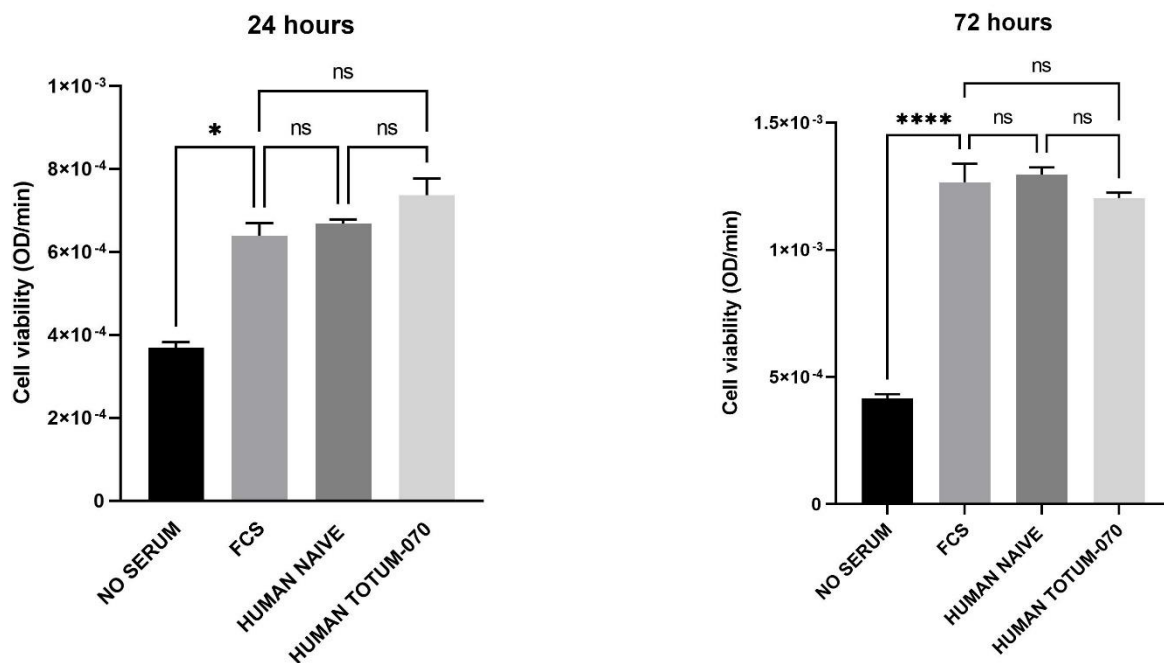 24 hours
ns
*
ns
ns
1×10⁻³
8×10⁻⁴
6×10⁻⁴
4×10⁻⁴
2×10⁻⁴
0
Cell viability (OD/min)
NO SERUM
FCS
HUMAN NAIVE
HUMAN TOTUM-070
72 hours
ns
****
ns
ns
1.5×10⁻³
1×10⁻³
5×10⁻⁴
0
Cell viability (OD/min)
NO SERUM
FCS
HUMAN NAIVE
HUMAN TOTUM-070